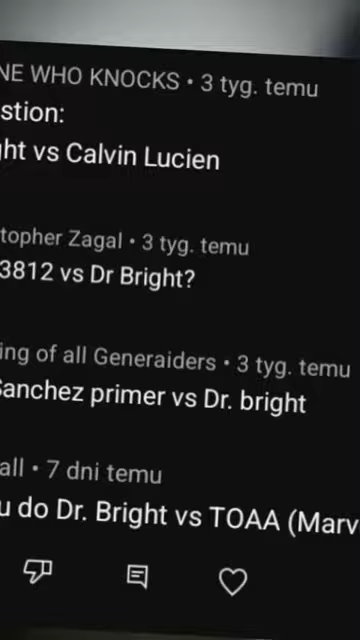 NE WHO KNOCKS • 3 tyg. temu
stion:
ght vs Calvin Lucien
topher Zagal • 3 tyg. temu
3812 vs Dr Bright?
ing of all Generaiders • 3 tyg. temu
Sanchez primer vs Dr. bright
all • 7 dni temu
u do Dr. Bright vs TOAA (Marv